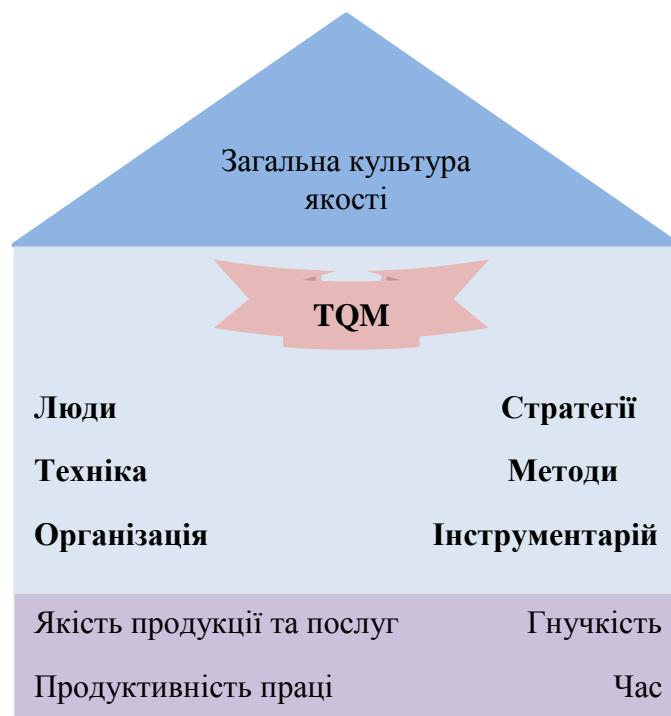 Загальна культура
якості
TQM
Люди Стратегії
Техніка Методи
Організація Інструментарій
Якість продукції та послуг Гнучкість
Продуктивність праці Час